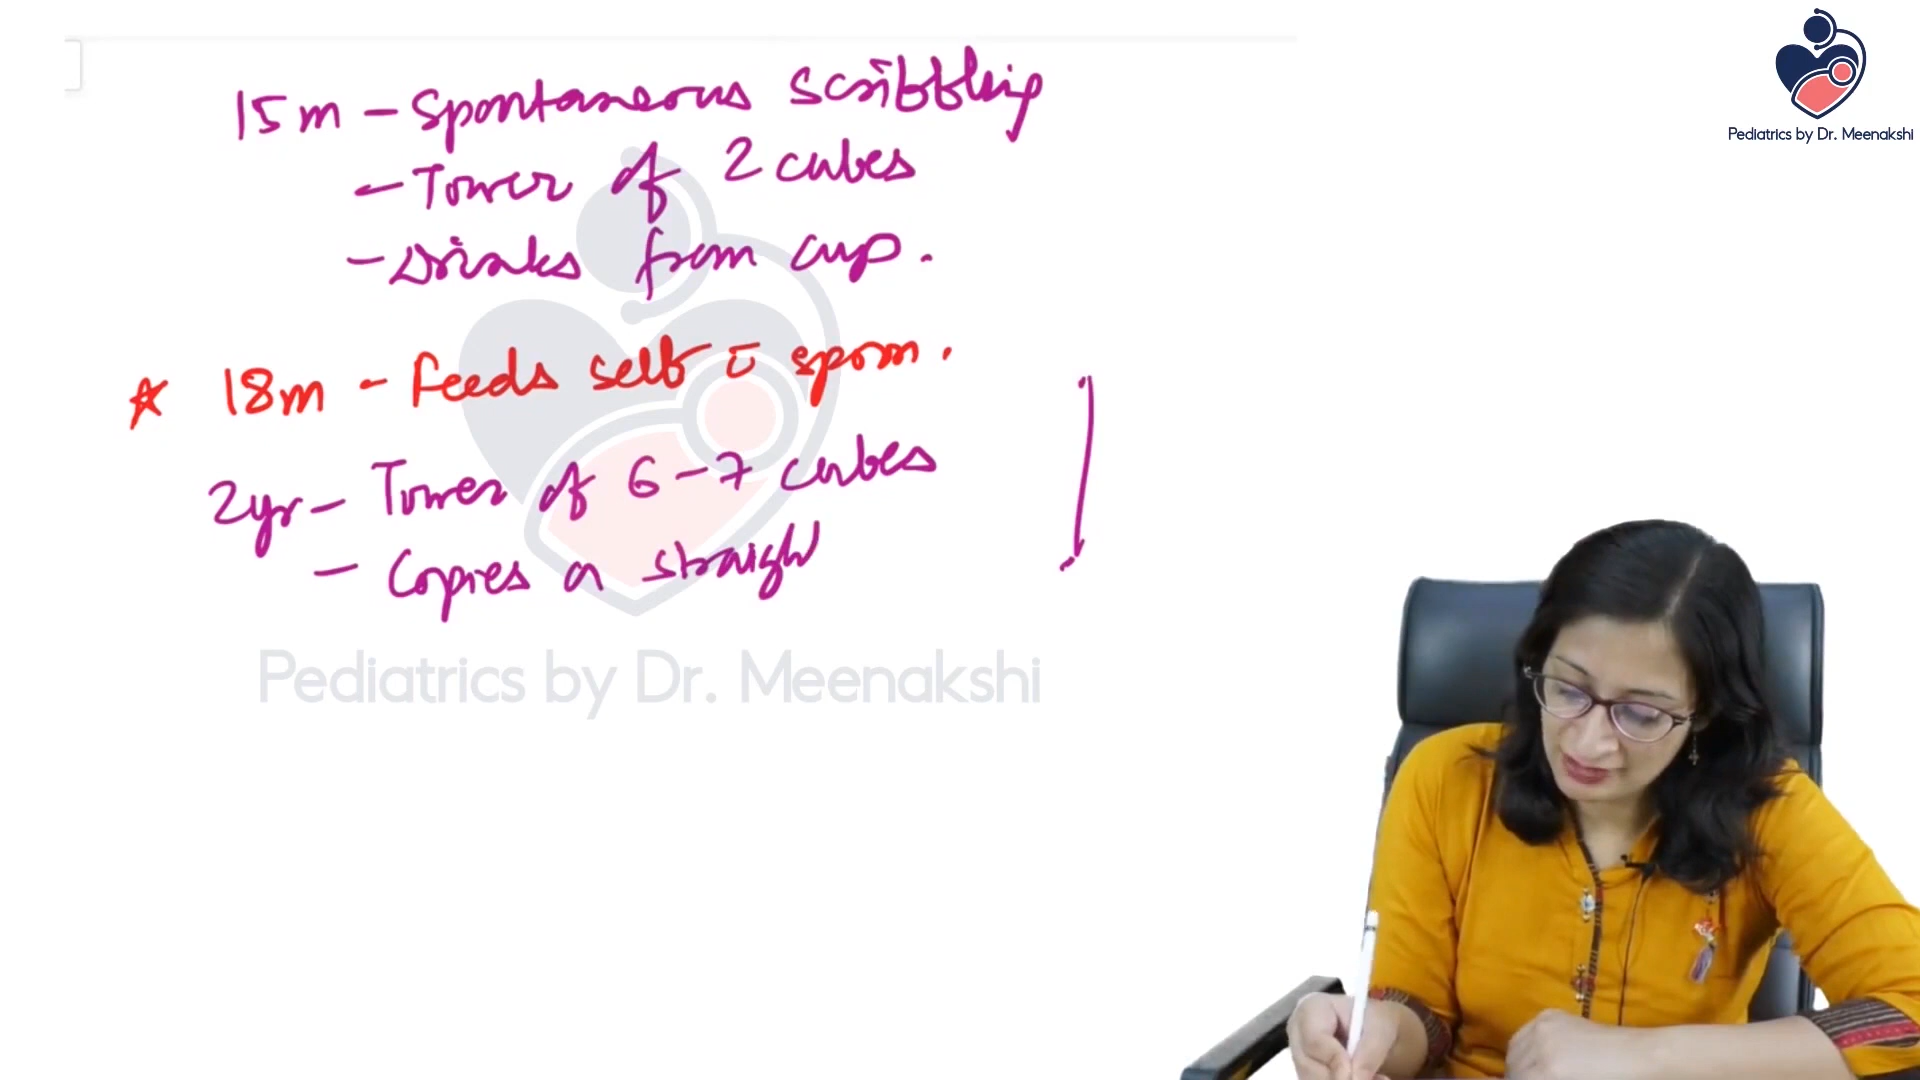 Pediatrics by Dr. Meenakshi
15m - Spontaneous scribbling
- Tower of 2 cubes
- Drinks from cup.
☆ 18m - Feeds self c̄ spoon.
2yr - Tower of 6-7 cubes
- Copies a straigh
Pediatrics by Dr. Meenakshi